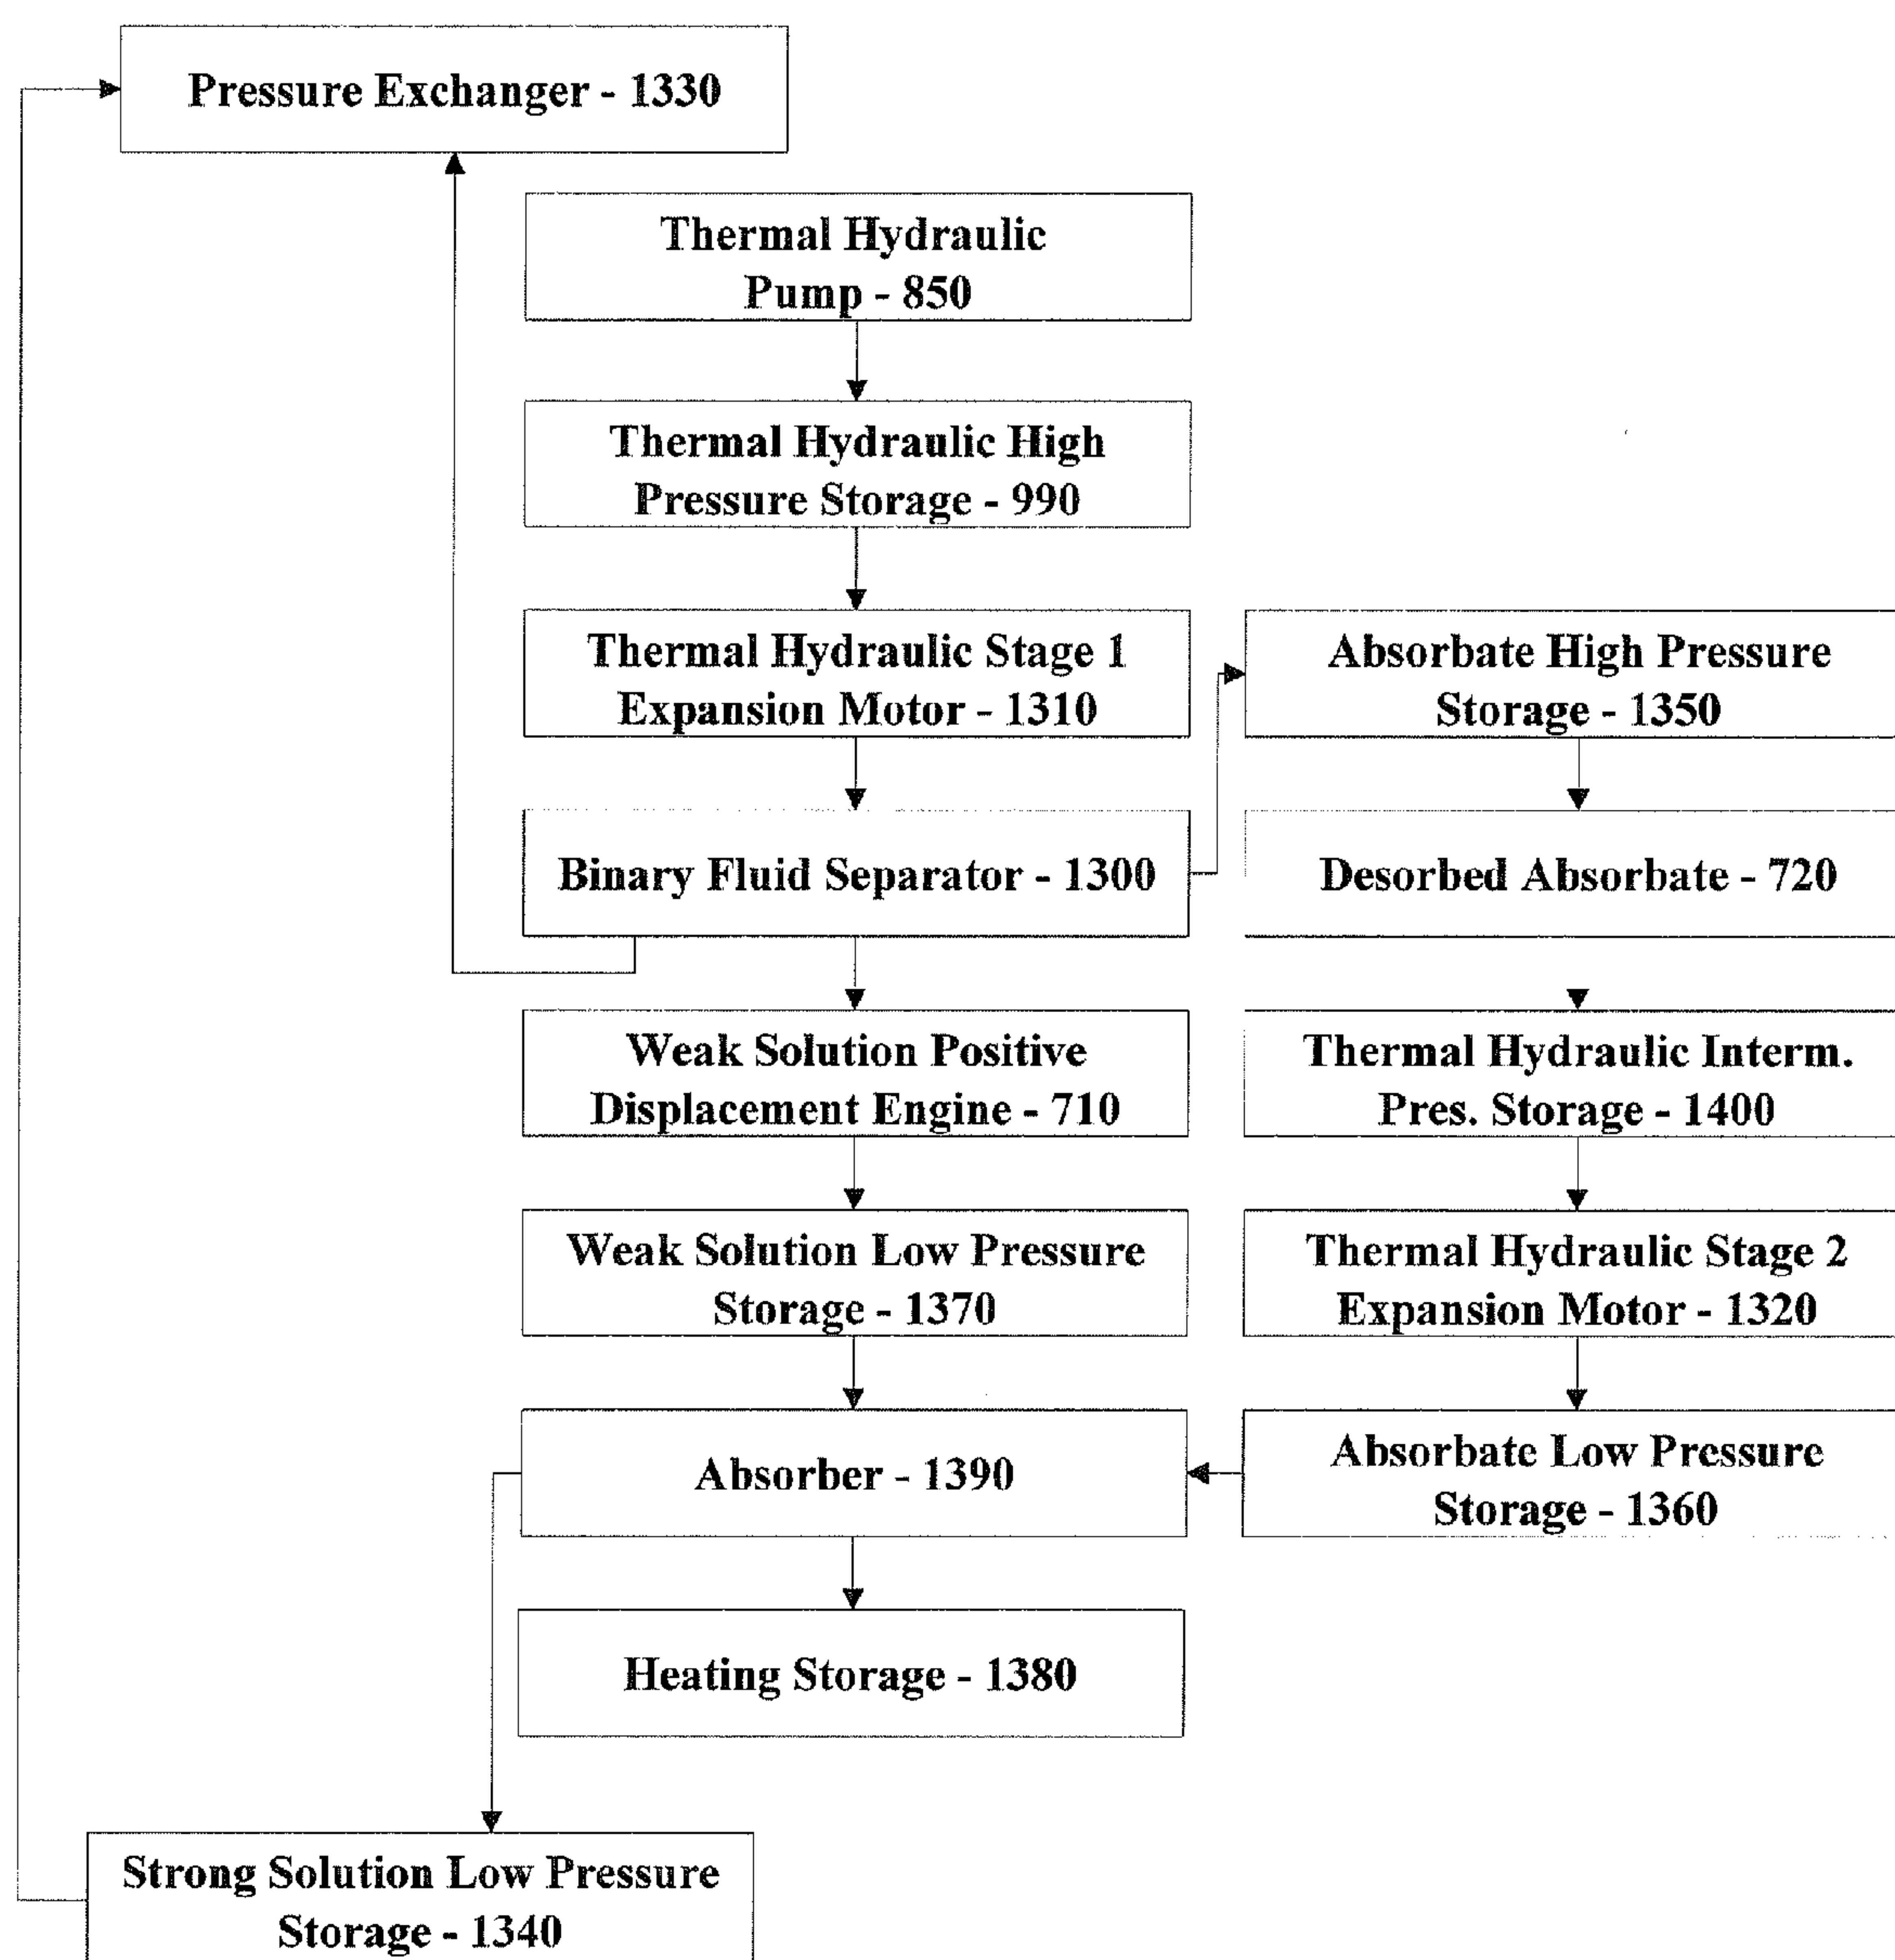 Pressure Exchanger - 1330
Thermal Hydraulic
Pump - 850
Thermal Hydraulic High
Pressure Storage - 990
Thermal Hydraulic Stage 1
Expansion Motor - 1310
Absorbate High Pressure
Storage - 1350
Binary Fluid Separator - 1300
Desorbed Absorbate - 720
Weak Solution Positive
Displacement Engine - 710
Thermal Hydraulic Interm.
Pres. Storage - 1400
Weak Solution Low Pressure
Storage - 1370
Thermal Hydraulic Stage 2
Expansion Motor - 1320
Absorber - 1390
Absorbate Low Pressure
Storage - 1360
Heating Storage - 1380
Strong Solution Low Pressure
Storage - 1340